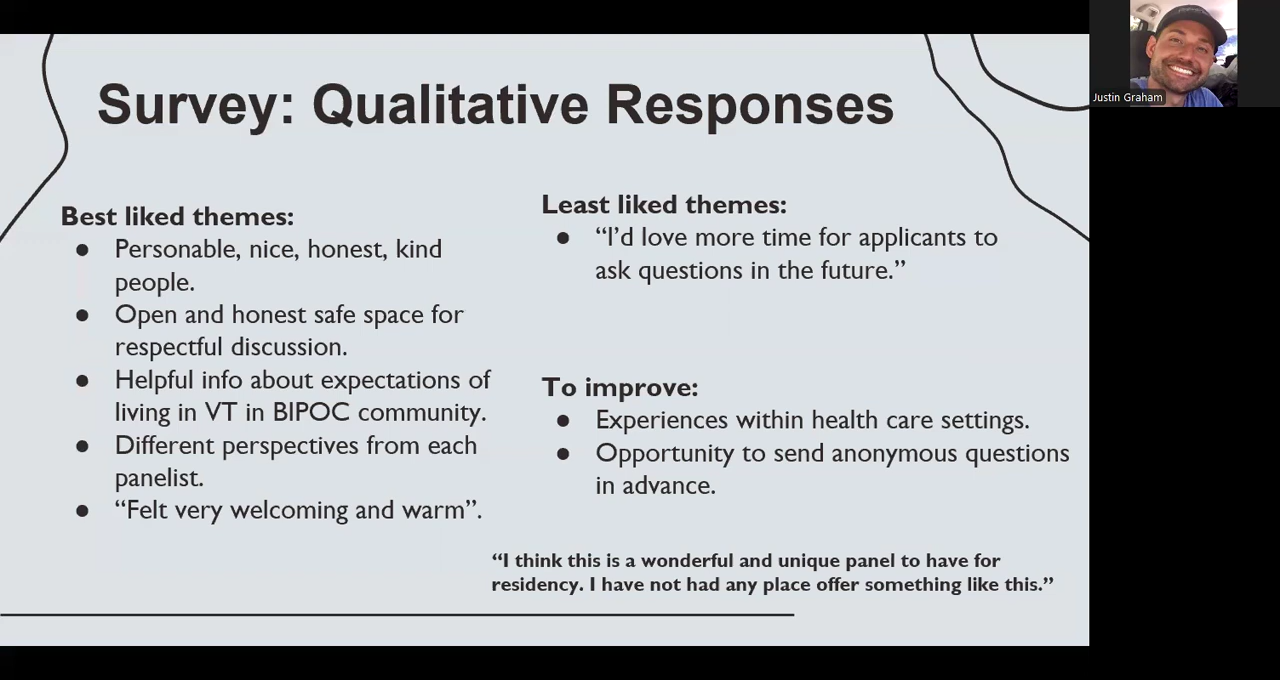 Survey: Qualitative Responses
Best liked themes:
● Personable, nice, honest, kind
people.
● Open and honest safe space for
respectful discussion.
● Helpful info about expectations of
living in VT in BIPOC community.
● Different perspectives from each
panelist.
● “Felt very welcoming and warm”.
Least liked themes:
● “I’d love more time for applicants to
ask questions in the future.”
To improve:
● Experiences within health care settings.
● Opportunity to send anonymous questions
in advance.
“I think this is a wonderful and unique panel to have for
residency. I have not had any place offer something like this.”
Justin Graham